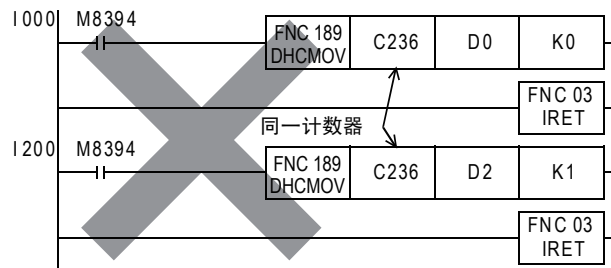 I000 M8394
FNC 189
DHCMOV C236 D0 K0
FNC 03
IRET
同一计数器
I200 M8394
FNC 189
DHCMOV C236 D2 K1
FNC 03
IRET